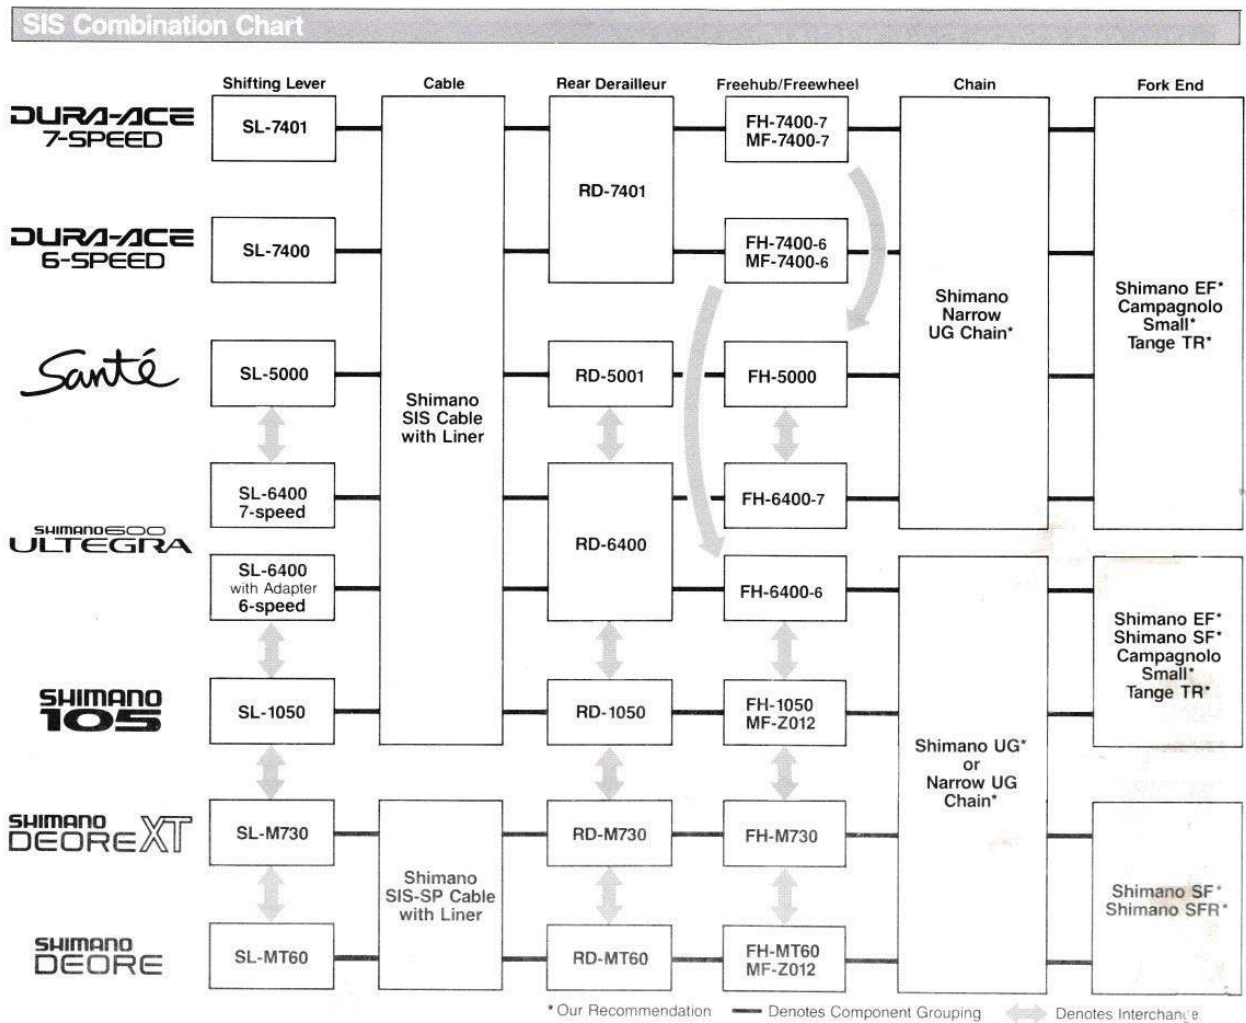 SIS Combination Chart
Shifting Lever
Cable
Rear Derailleur
Freehub/Freewheel
Chain
Fork End
DURA-ACE
7-SPEED
SL-7401
FH-7400-7
MF-7400-7
RD-7401
DURA-ACE
6-SPEED
SL-7400
FH-7400-6
MF-7400-6
Shimano
Narrow
UG Chain*
Shimano EF*
Campagnolo
Small*
Tange TR*
Santé
SL-5000
RD-5001
FH-5000
Shimano
SIS Cable
with Liner
SHIMANO 600
ULTEGRA
SL-6400
7-speed
FH-6400-7
RD-6400
SL-6400
with Adapter
6-speed
FH-6400-6
Shimano EF*
Shimano SF*
Campagnolo
Small*
Tange TR*
SHIMANO
105
SL-1050
RD-1050
FH-1050
MF-Z012
Shimano UG*
or
Narrow UG
Chain*
SHIMANO
DEORE XT
SL-M730
RD-M730
FH-M730
Shimano
SIS-SP Cable
with Liner
Shimano SF*
Shimano SFR*
SHIMANO
DEORE
SL-MT60
RD-MT60
FH-MT60
MF-Z012
* Our Recommendation
Denotes Component Grouping
Denotes Interchange